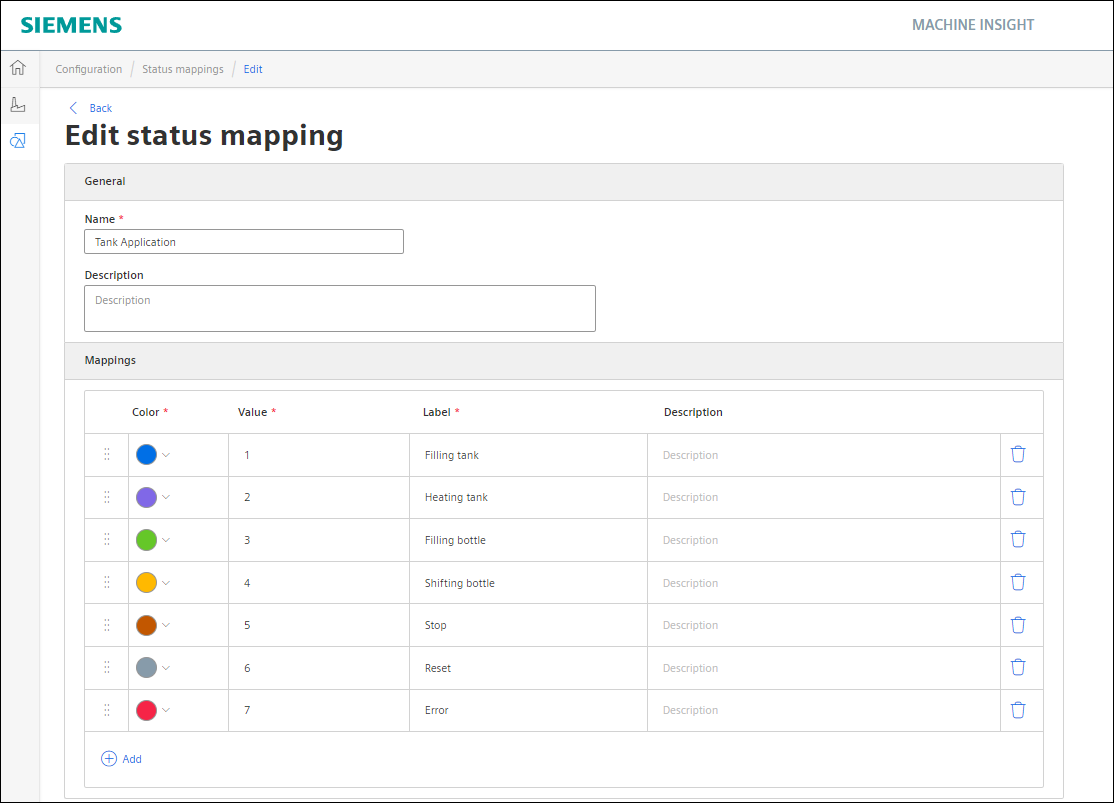 SIEMENS
MACHINE INSIGHT
Configuration / Status mappings / Edit
Back
Edit status mapping
General
Name *
Tank Application
Description
Description
Mappings
Color * Value * Label * Description
1 Filling tank Description
2 Heating tank Description
3 Filling bottle Description
4 Shifting bottle Description
5 Stop Description
6 Reset Description
7 Error Description
Add